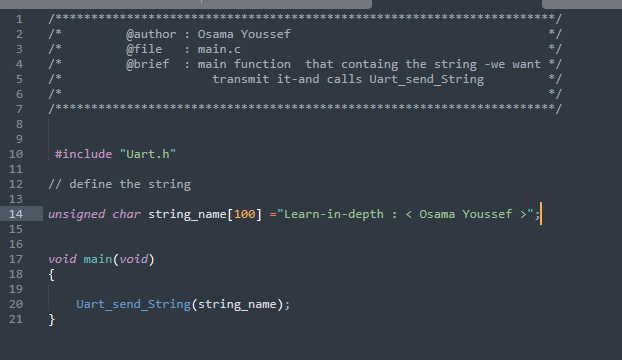 1 /**********************************************************************/
2 /* @author : Osama Youssef */
3 /* @file : main.c */
4 /* @brief : main function that containg the string -we want */
5 /* transmit it-and calls Uart_send_String */
6 /* */
7 /**********************************************************************/
8
9
10 #include "Uart.h"
11
12 // define the string
13
14 unsigned char string_name[100] ="Learn-in-depth : < Osama Youssef >";
15
16
17 void main(void)
18 {
19
20 Uart_send_String(string_name);
21 }